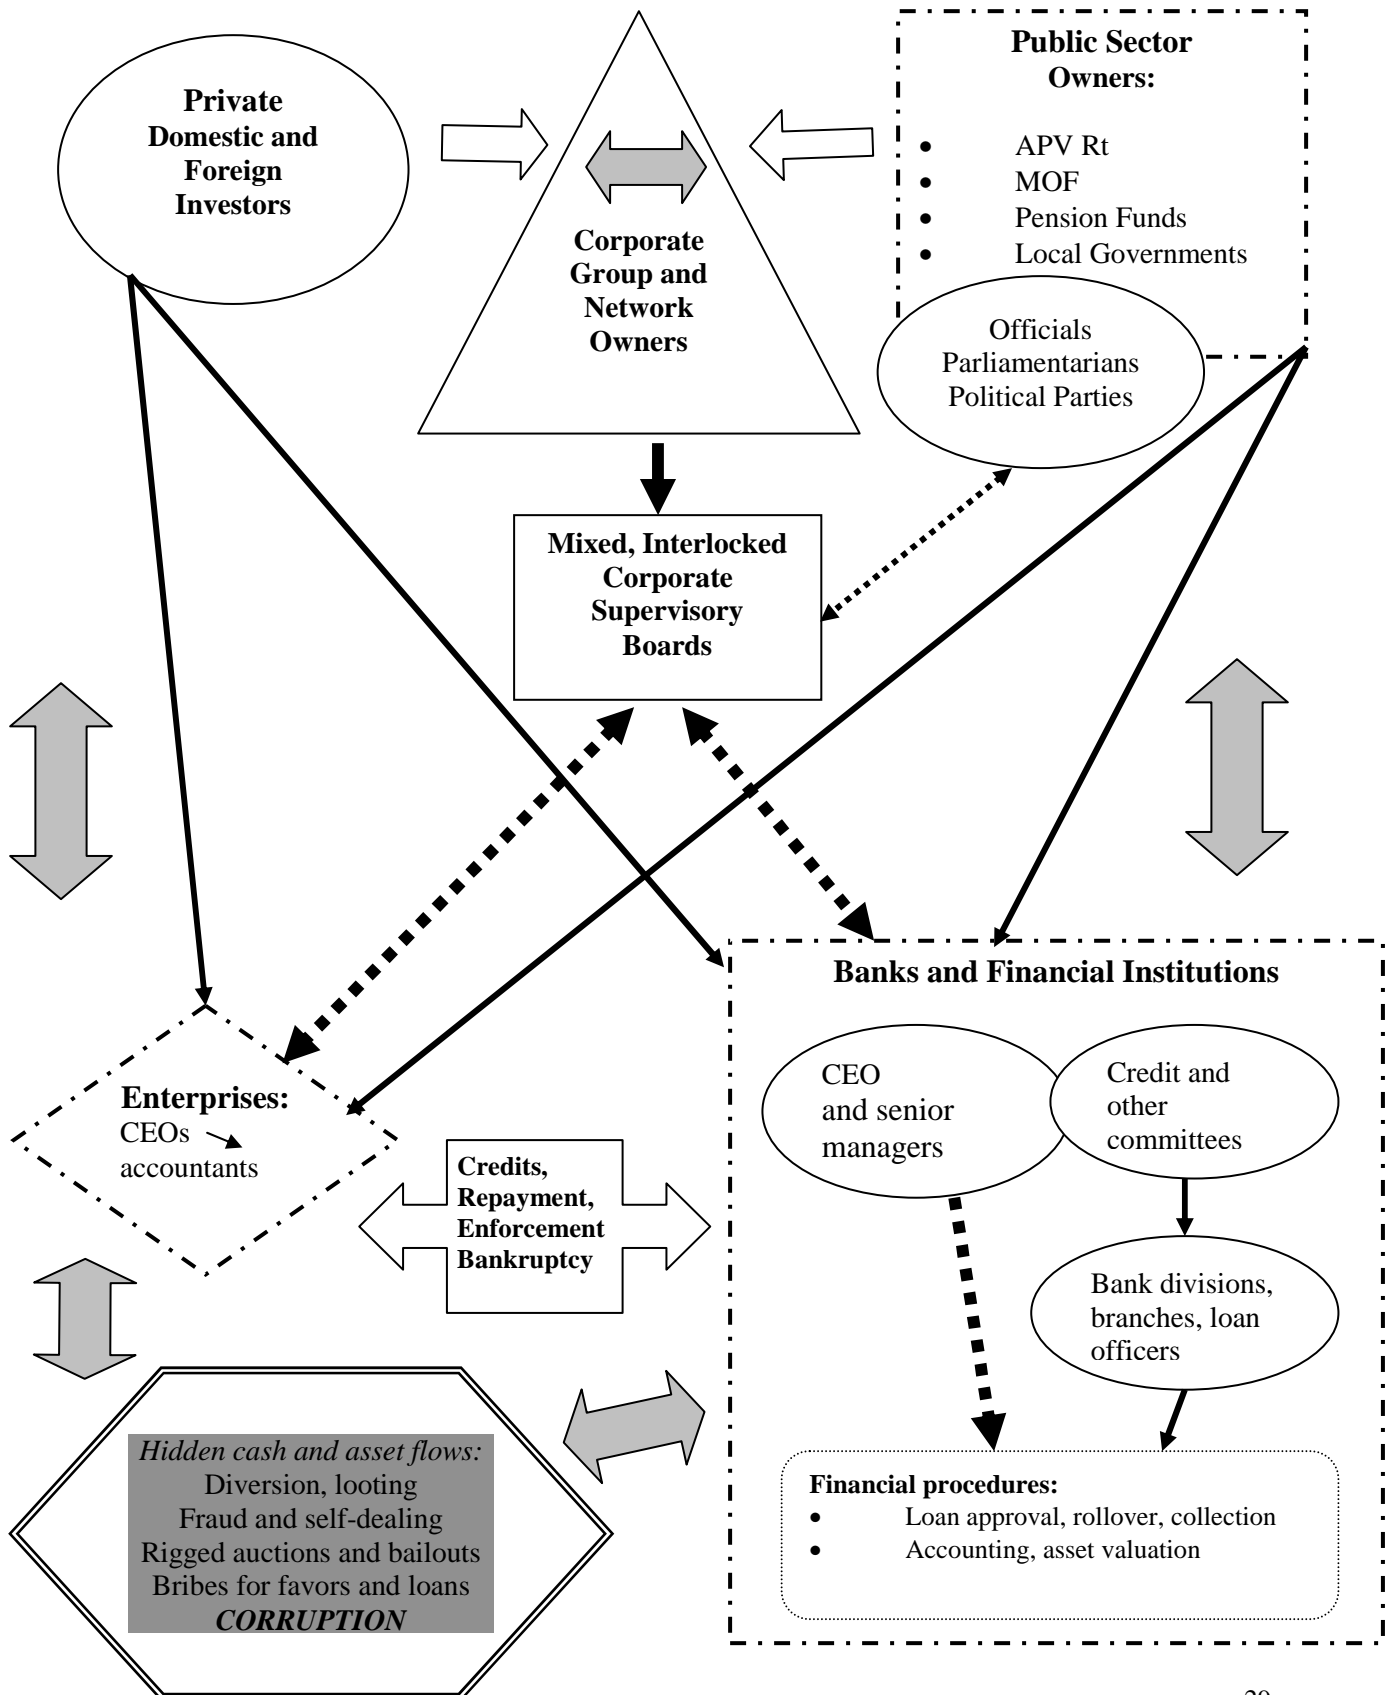 Private
Domestic and
Foreign
Investors
Corporate
Group and
Network
Owners
Public Sector
Owners:
• APV Rt
• MOF
• Pension Funds
• Local Governments
Officials
Parliamentarians
Political Parties
Mixed, Interlocked
Corporate
Supervisory
Boards
Banks and Financial Institutions
CEO
and senior
managers
Credit and
other
committees
Enterprises:
CEOs
accountants
Credits,
Repayment,
Enforcement
Bankruptcy
Bank divisions,
branches, loan
officers
Hidden cash and asset flows:
Diversion, looting
Fraud and self-dealing
Rigged auctions and bailouts
Bribes for favors and loans
CORRUPTION
Financial procedures:
• Loan approval, rollover, collection
• Accounting, asset valuation